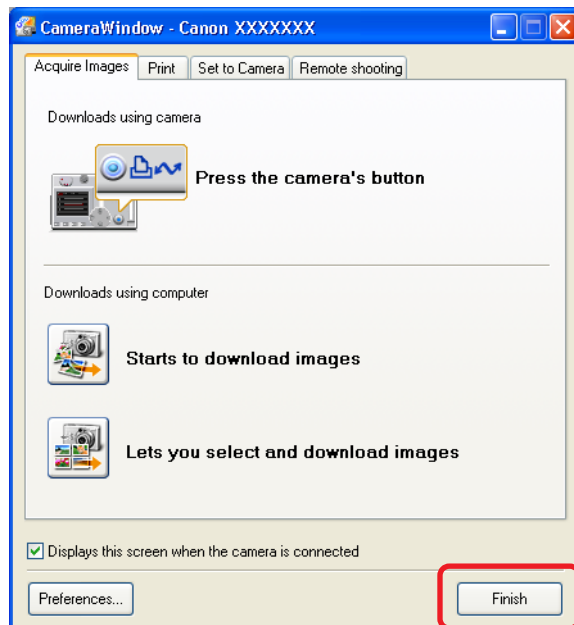 CameraWindow - Canon XXXXXXX
Acquire Images Print Set to Camera Remote shooting
Downloads using camera
Press the camera's button
Downloads using computer
Starts to download images
Lets you select and download images
Displays this screen when the camera is connected
Preferences... Finish